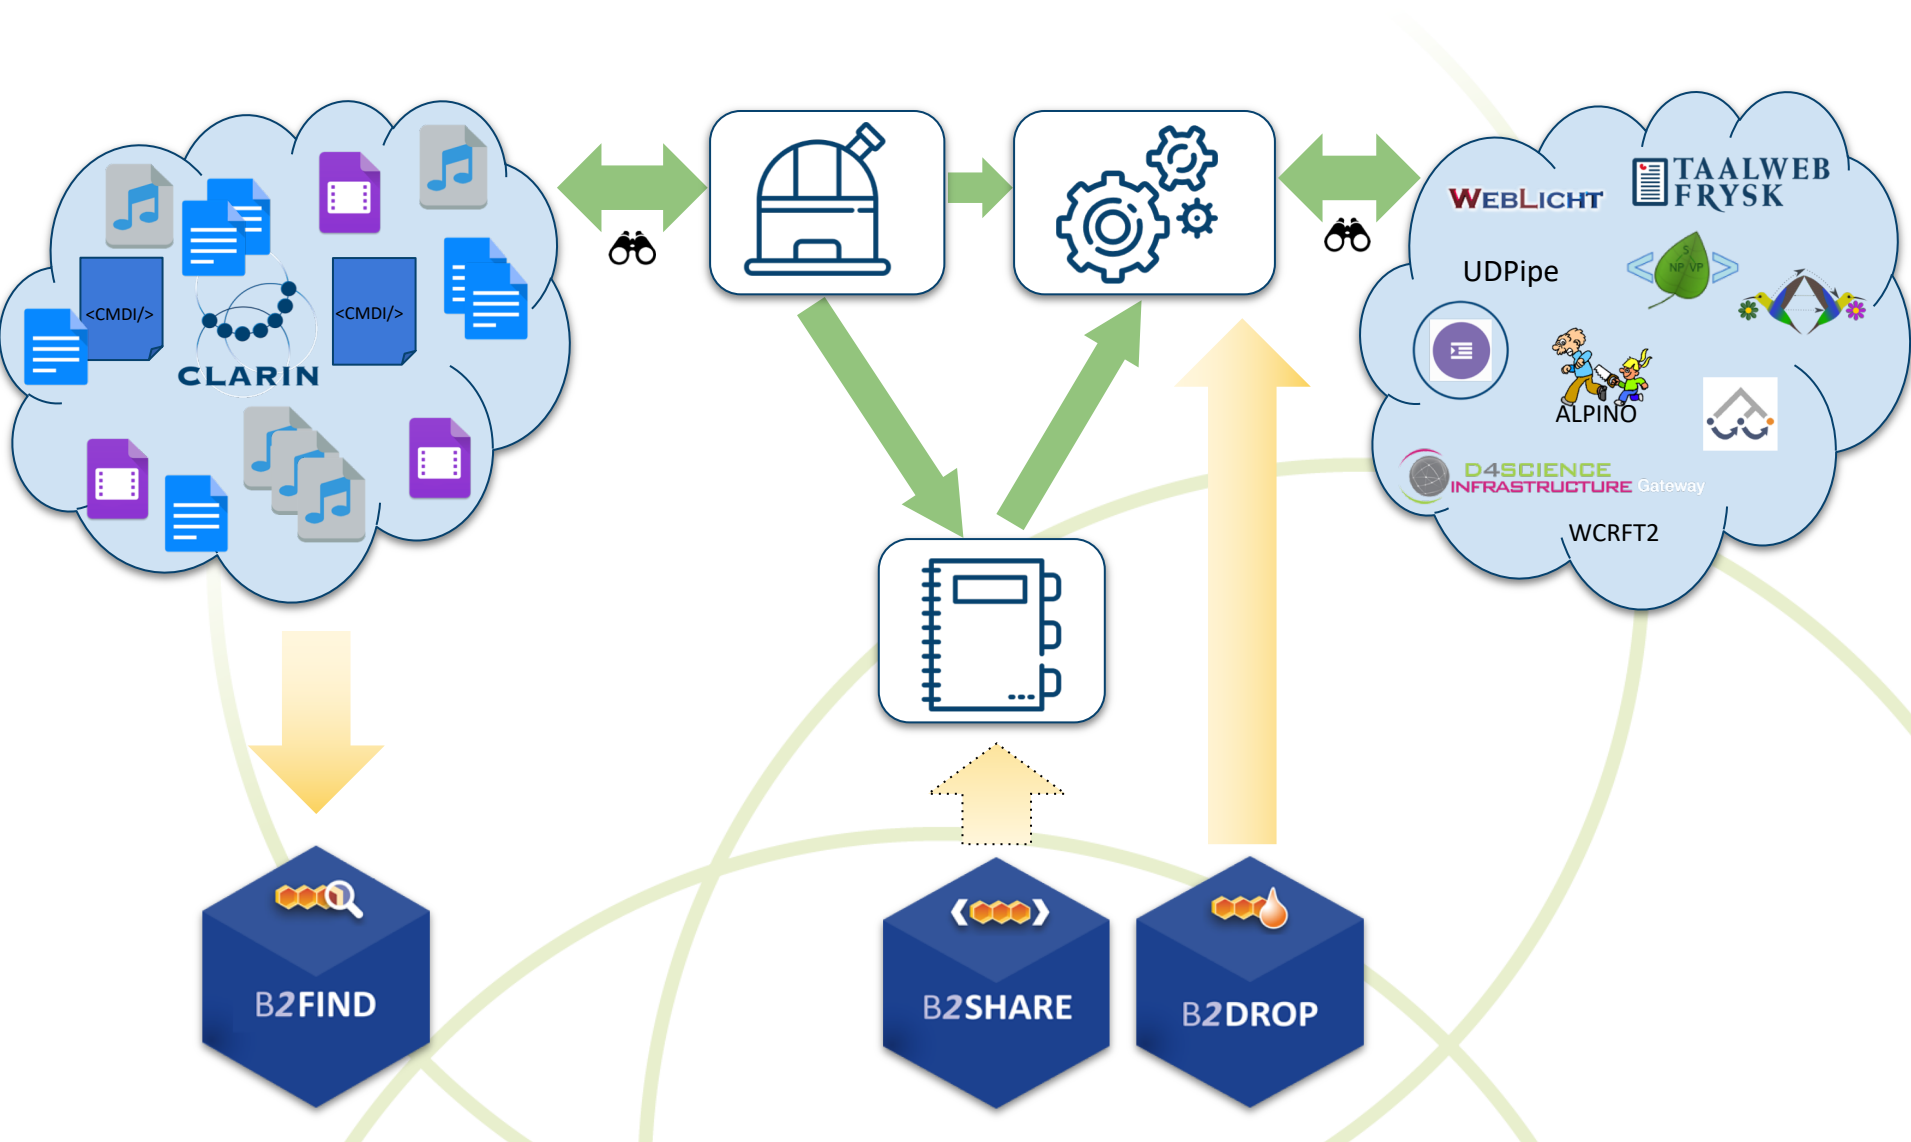 <CMDI/>
<CMDI/>
CLARIN
WEBLICHT
TAALWEB
FRYSK
UDPipe
S
NP VP
ALPINO
D4SCIENCE
INFRASTRUCTURE Gateway
WCRFT2
B2FIND
B2SHARE
B2DROP